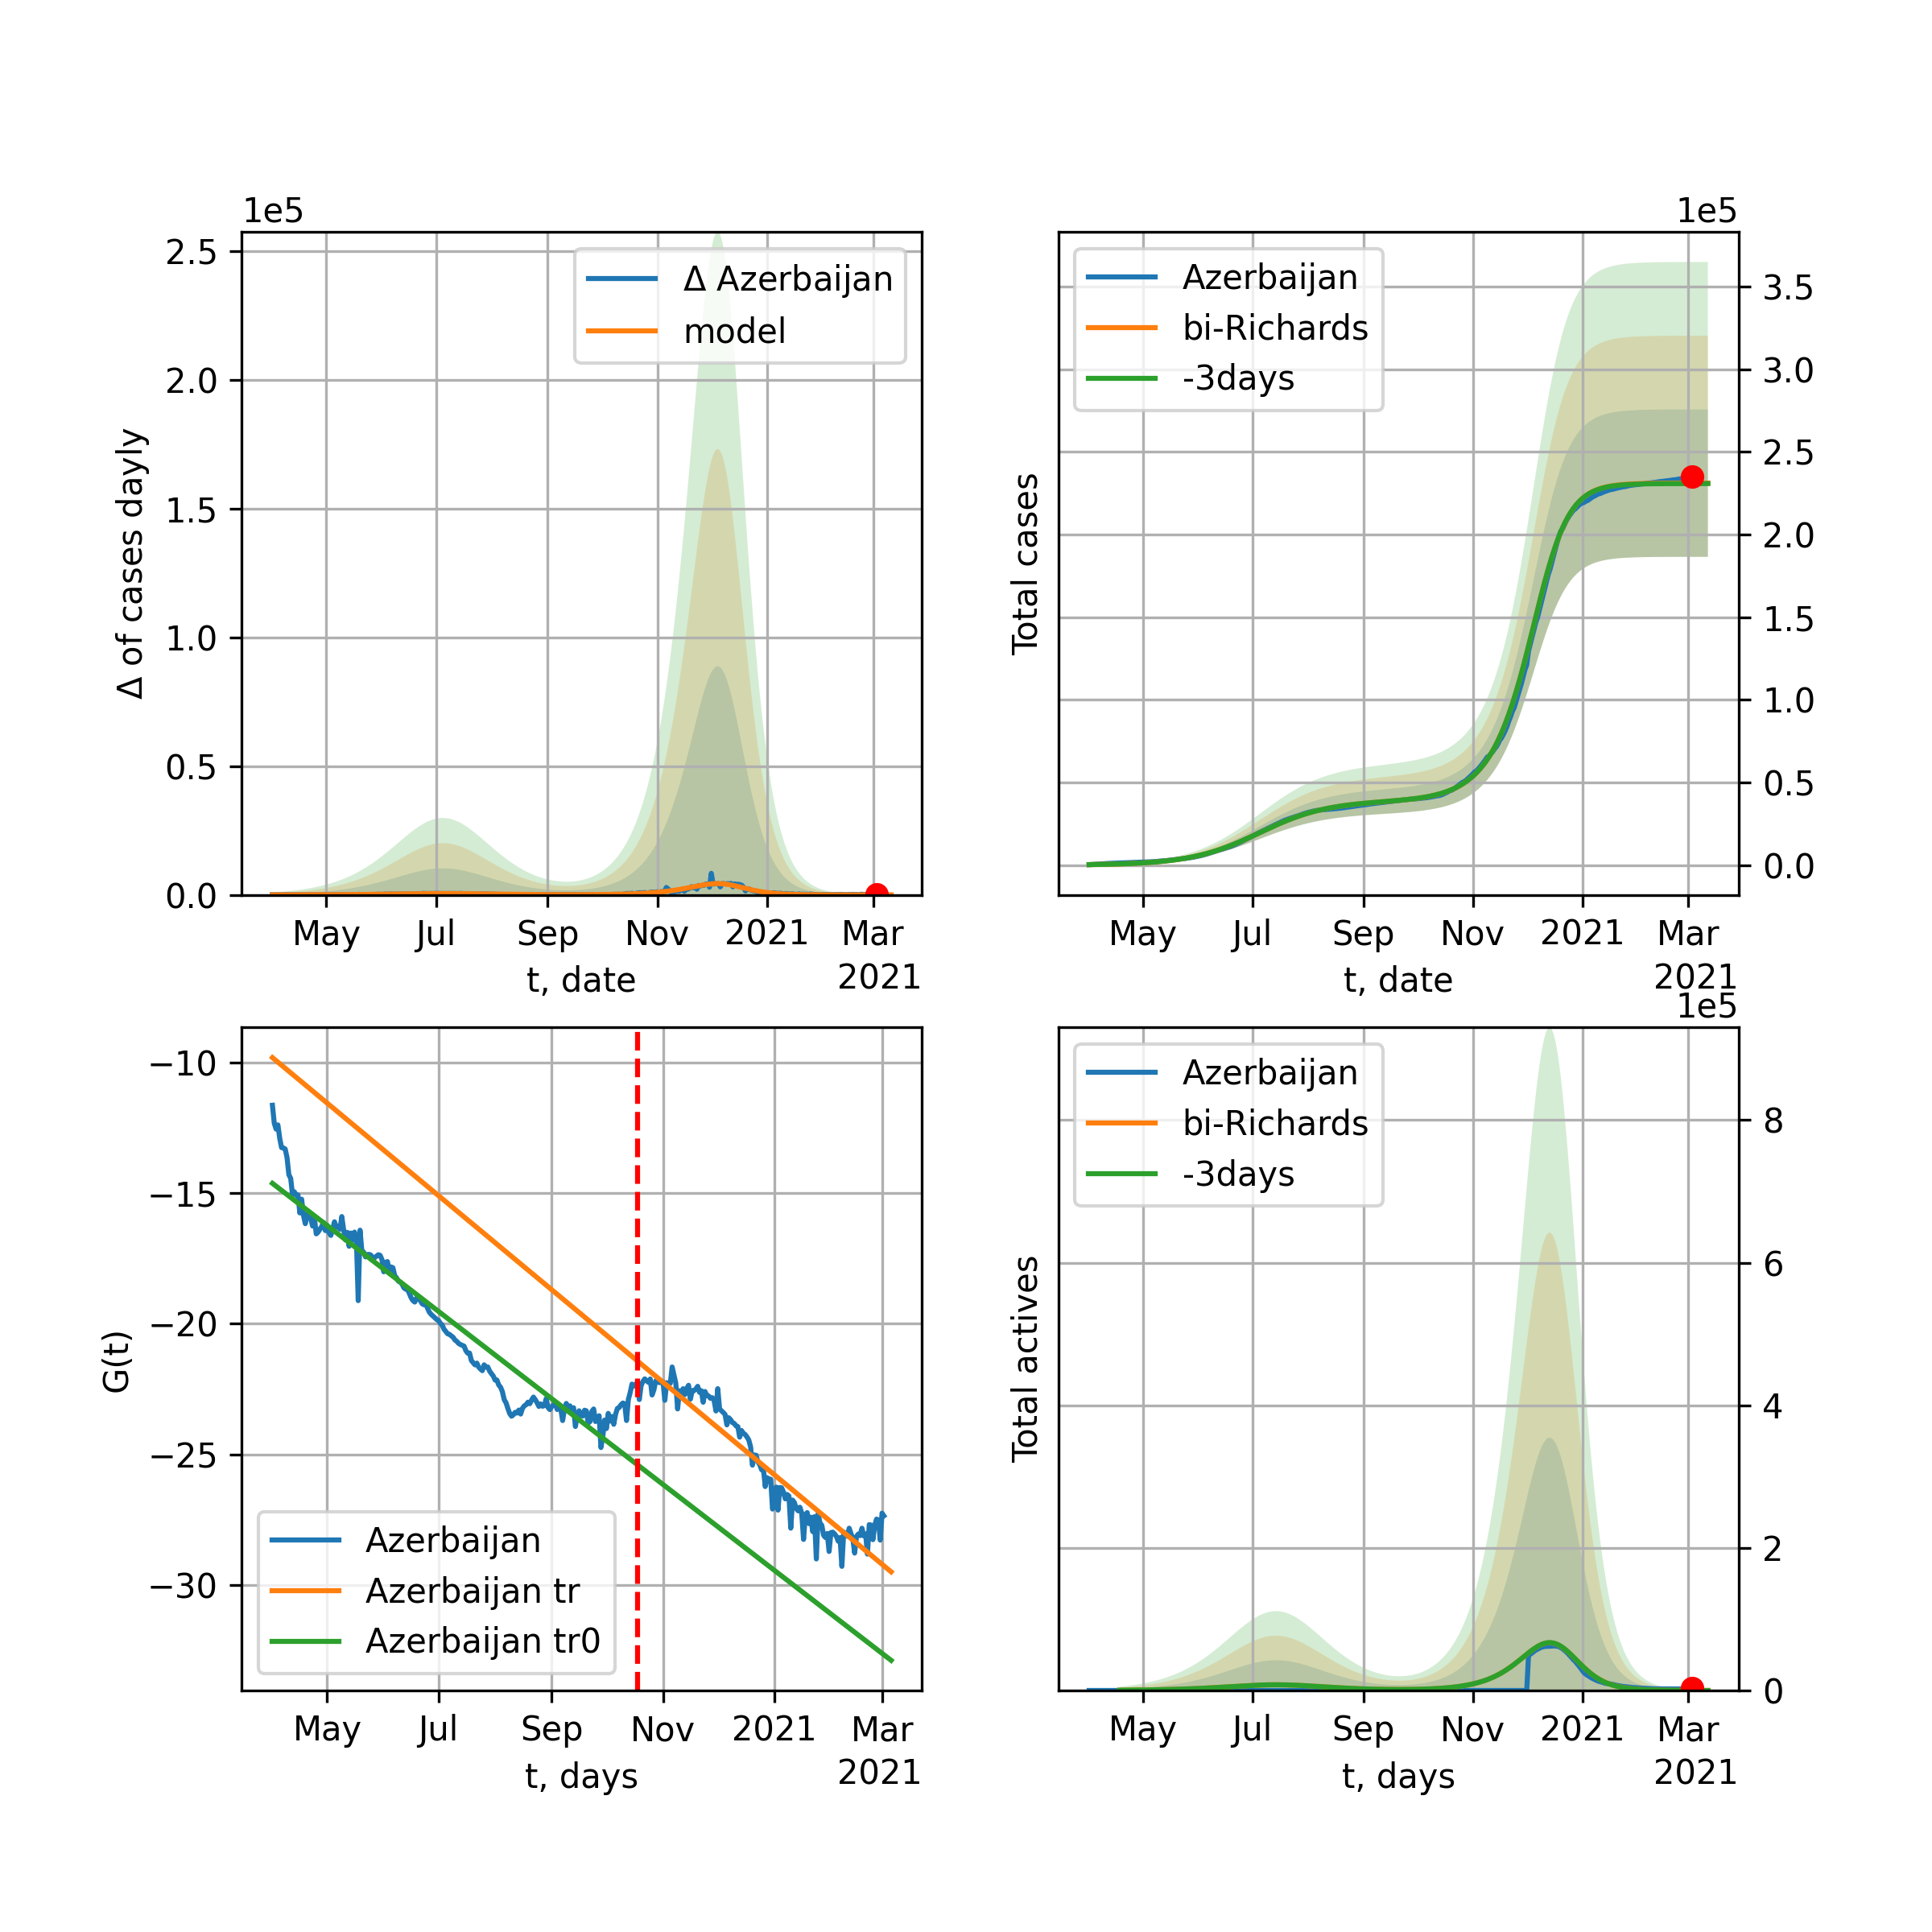 1e5
2.5
2.0
1.5
1.0
0.5
0.0
Δ of cases dayly
Δ Azerbaijan
model
May Jul Sep Nov 2021 Mar
2021
t, date
1e5
Total cases
Azerbaijan
bi-Richards
-3days
3.5
3.0
2.5
2.0
1.5
1.0
0.5
0.0
May Jul Sep Nov 2021 Mar
2021
t, date
−10
−15
−20
−25
−30
G(t)
Azerbaijan
Azerbaijan tr
Azerbaijan tr0
May Jul Sep Nov 2021 Mar
2021
t, days
1e5
Total actives
Azerbaijan
bi-Richards
-3days
8
6
4
2
0
May Jul Sep Nov 2021 Mar
2021
t, days